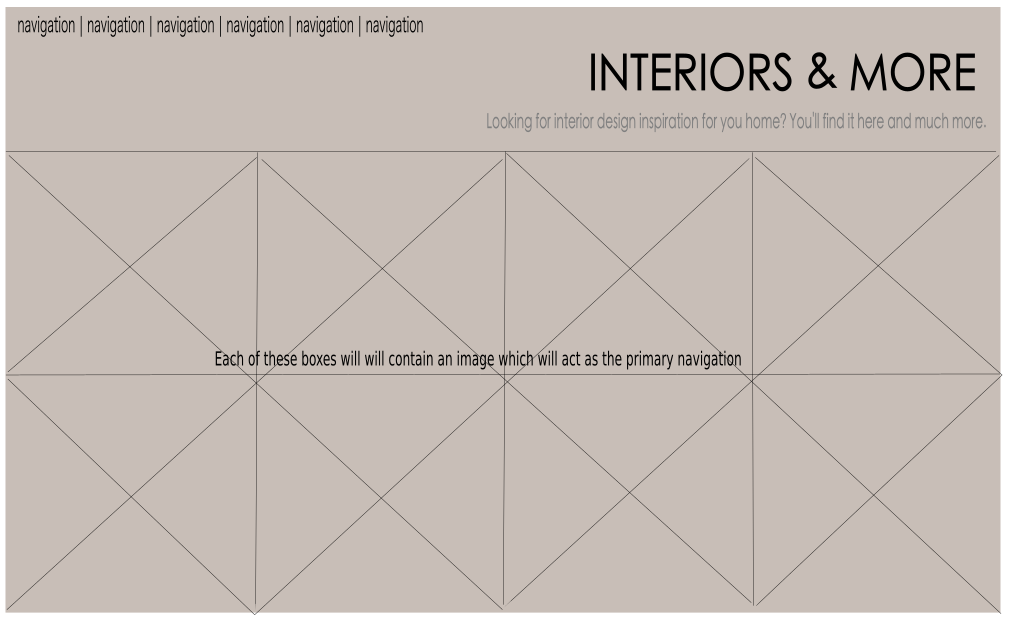 navigation | navigation | navigation | navigation | navigation | navigation
INTERIORS & MORE
Looking for interior design inspiration for you home? You'll find it here and much more.
Each of these boxes will will contain an image which will act as the primary navigation